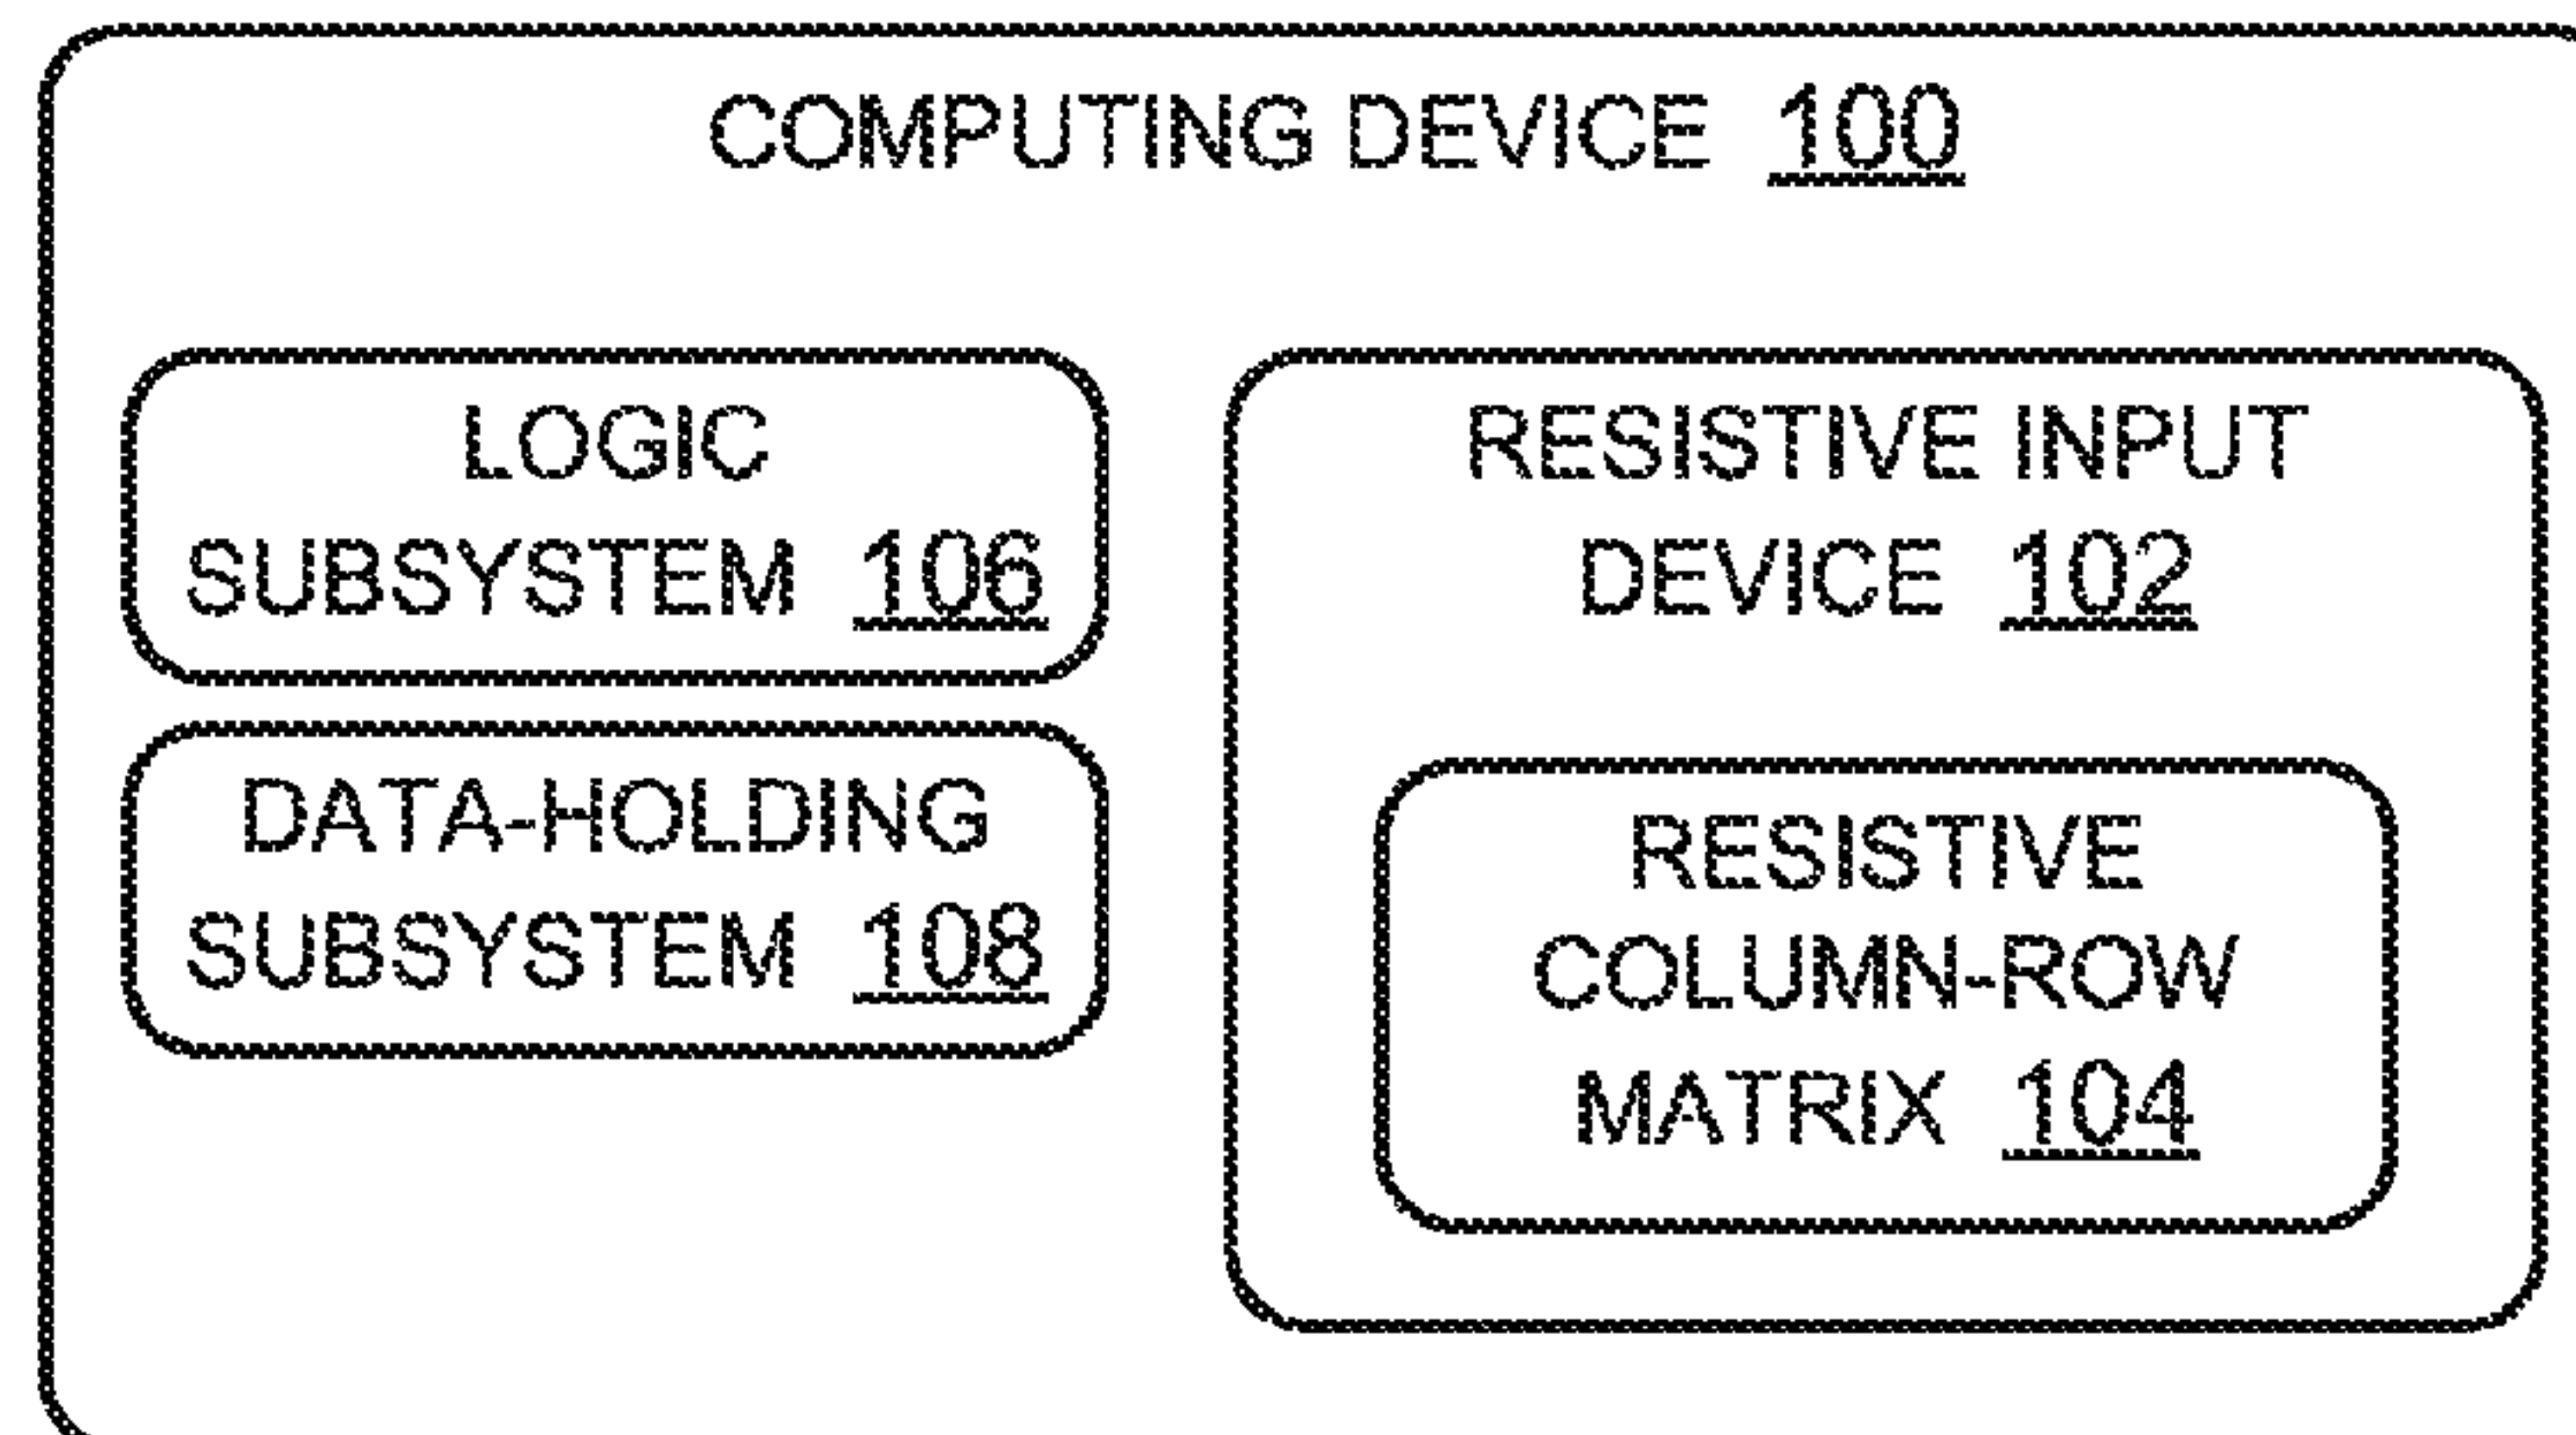 COMPUTING DEVICE 100
LOGIC
SUBSYSTEM 106
DATA-HOLDING
SUBSYSTEM 108
RESISTIVE INPUT
DEVICE 102
RESISTIVE
COLUMN-ROW
MATRIX 104